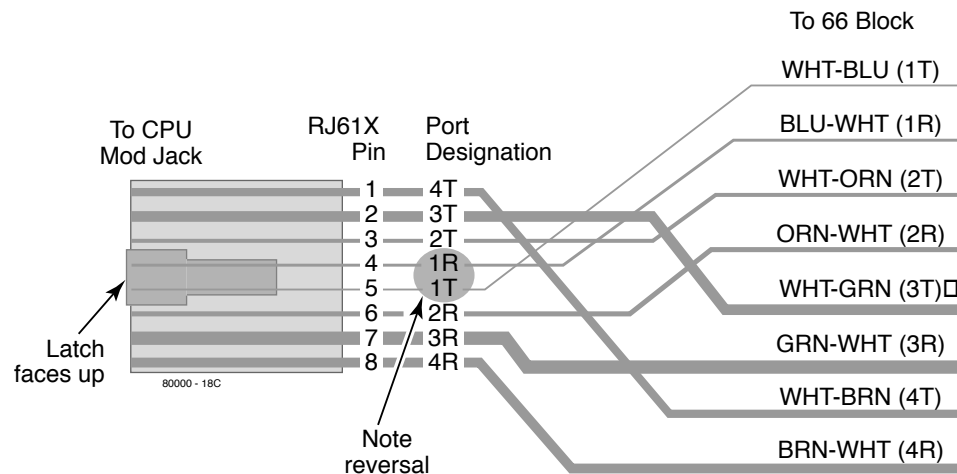 To 66 Block
WHT-BLU (1T)
BLU-WHT (1R)
WHT-ORN (2T)
ORN-WHT (2R)
WHT-GRN (3T)
GRN-WHT (3R)
WHT-BRN (4T)
BRN-WHT (4R)
To CPU
Mod Jack
RJ61X
Pin
Port
Designation
1 4T
2 3T
3 2T
4 1R
5 1T
6 2R
7 3R
8 4R
Latch
faces up
80000 - 18C
Note
reversal